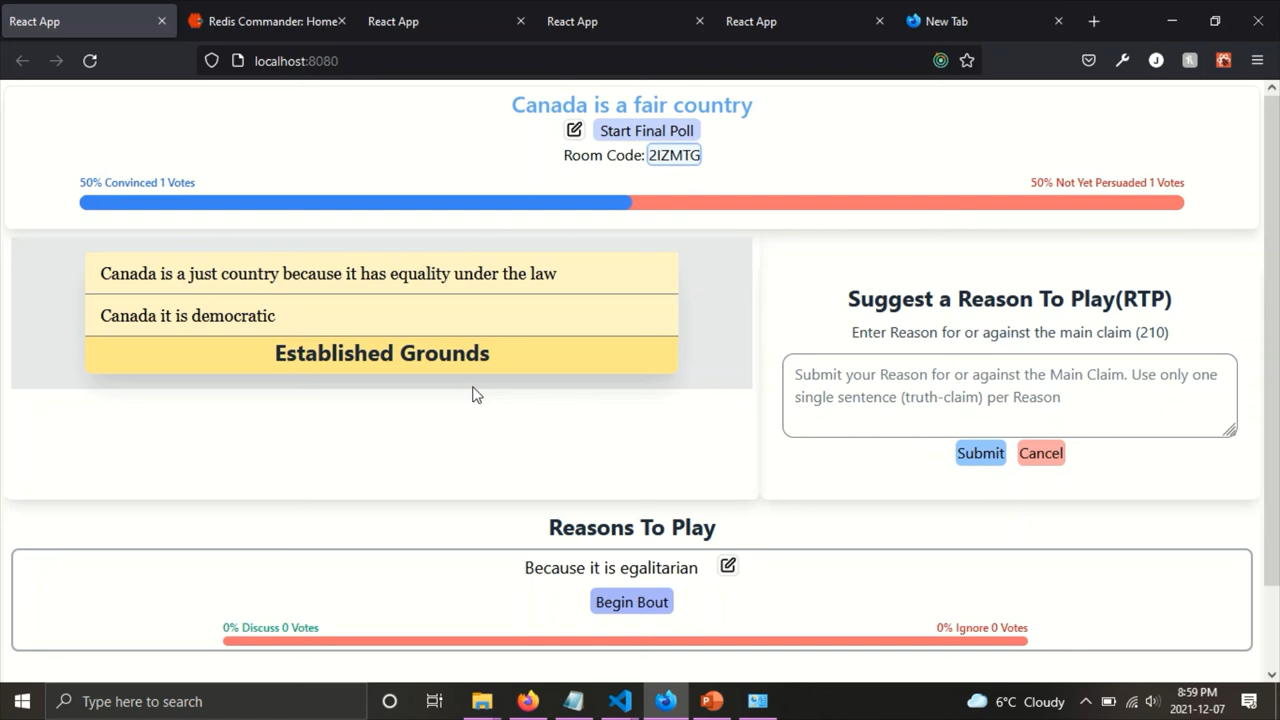 React App
Redis Commander: Home
React App
React App
React App
New Tab
localhost:8080
Canada is a fair country
Start Final Poll
Room Code: 2IZMTG
50% Convinced 1 Votes
50% Not Yet Persuaded 1 Votes
Canada is a just country because it has equality under the law
Canada it is democratic
Established Grounds
Suggest a Reason To Play(RTP)
Enter Reason for or against the main claim (210)
Submit your Reason for or against the Main Claim. Use only one
single sentence (truth-claim) per Reason
Submit
Cancel
Reasons To Play
Because it is egalitarian
Begin Bout
0% Discuss 0 Votes
0% Ignore 0 Votes
Type here to search
6°C Cloudy
8:59 PM
2021-12-07